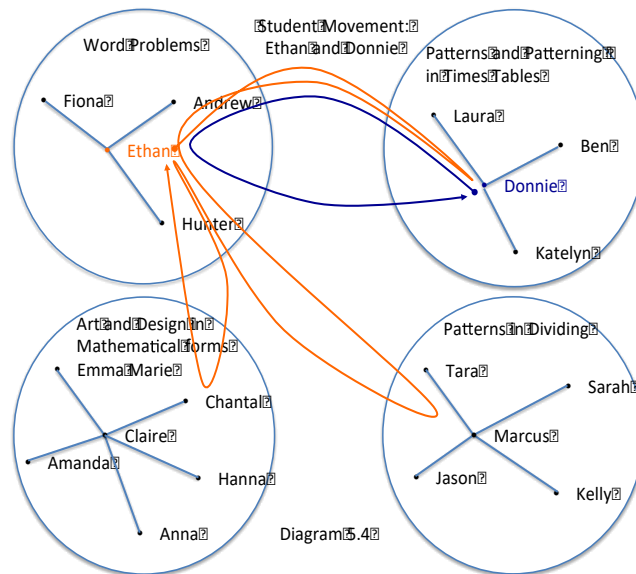 Word Problems
Student Movement:
Ethan and Donnie
Patterns and Patterning
in Times Tables
Fiona
Andrew
Laura
Ben
Ethan
Donnie
Hunter
Katelyn
Art and Design in
Mathematical forms
Emma Marie
Patterns in Dividing
Tara
Sarah
Chantal
Claire
Marcus
Amanda
Hanna
Jason
Kelly
Anna
Diagram 5.4